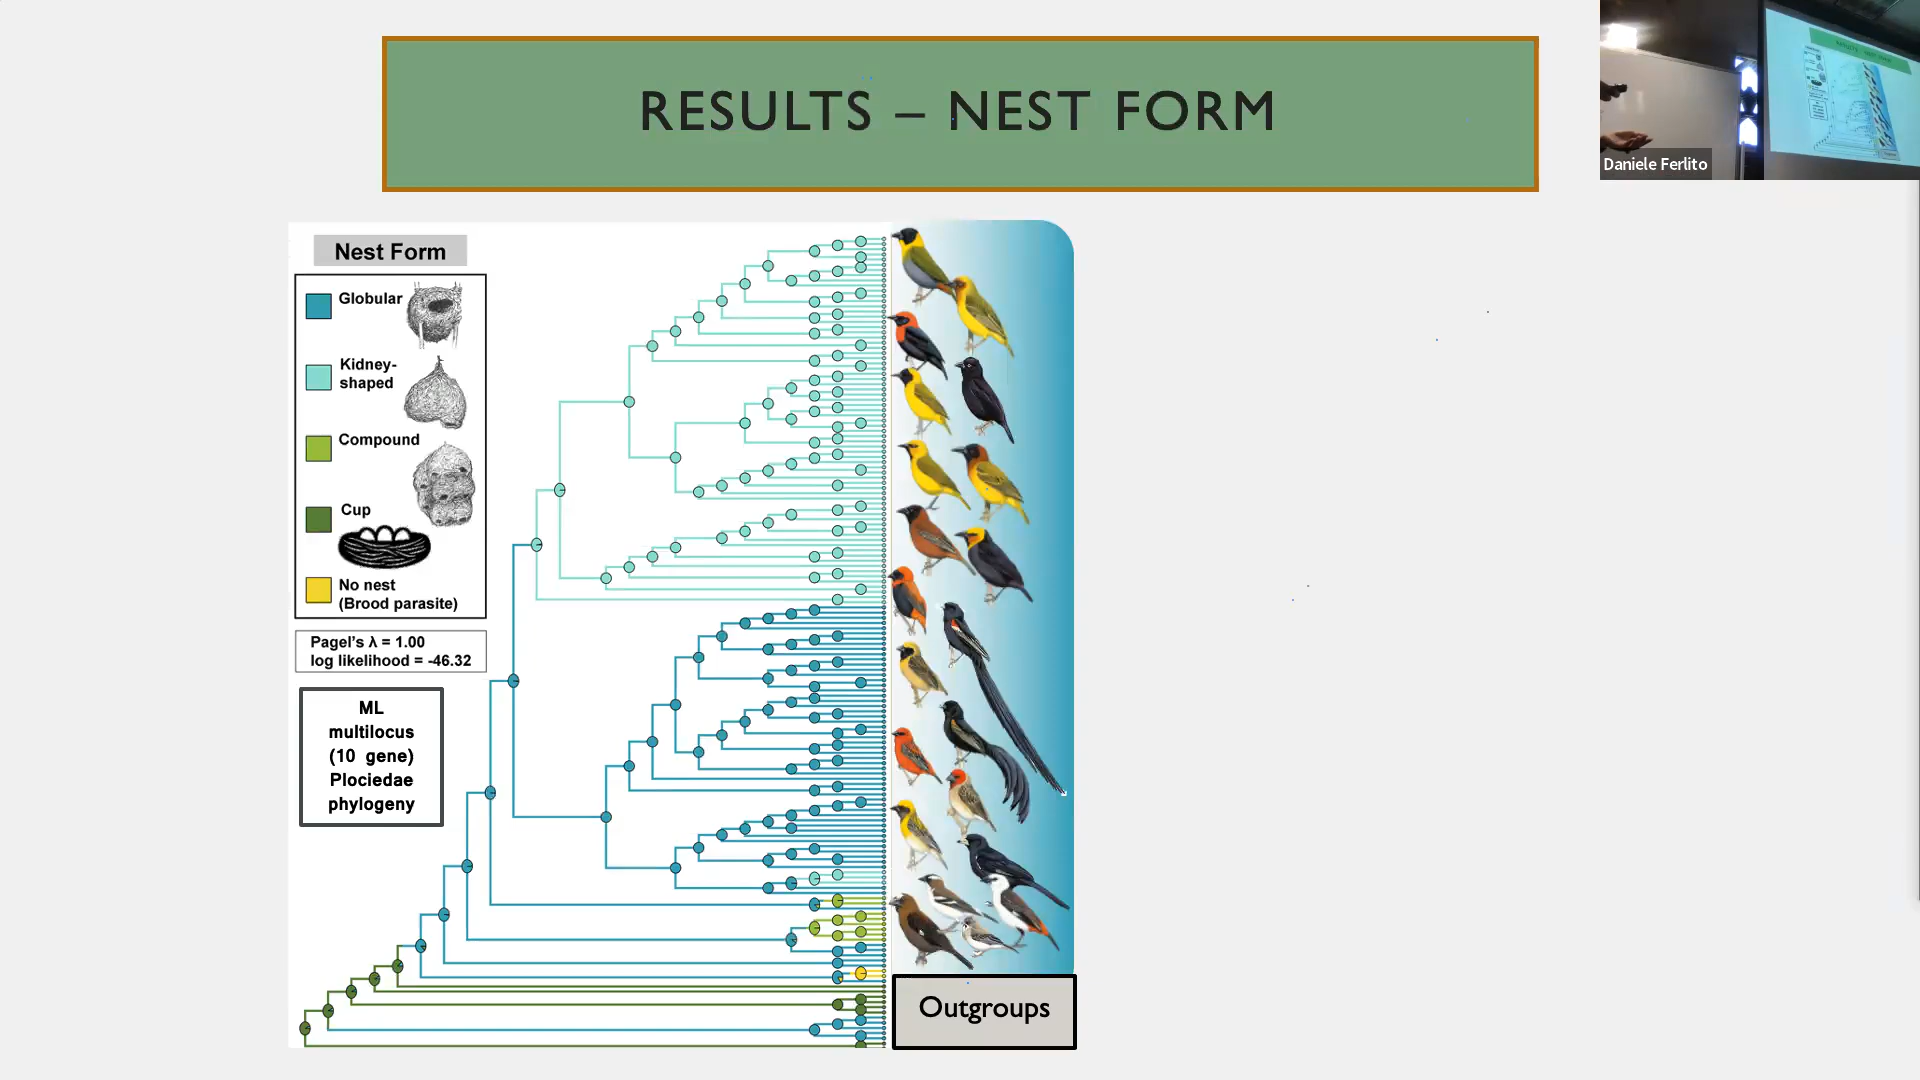 RESULTS – NEST FORM
Daniele Ferlito
Nest Form
Globular
Kidney-
shaped
Compound
Cup
No nest
(Brood parasite)
Pagel's λ = 1.00
log likelihood = -46.32
ML
multilocus
(10 gene)
Plociedae
phylogeny
Outgroups